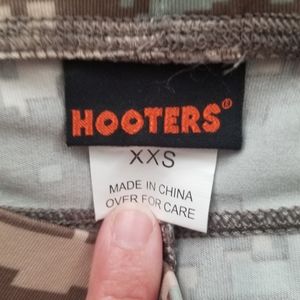 HOOTERS®
XXS
MADE IN CHINA
OVER FOR CARE